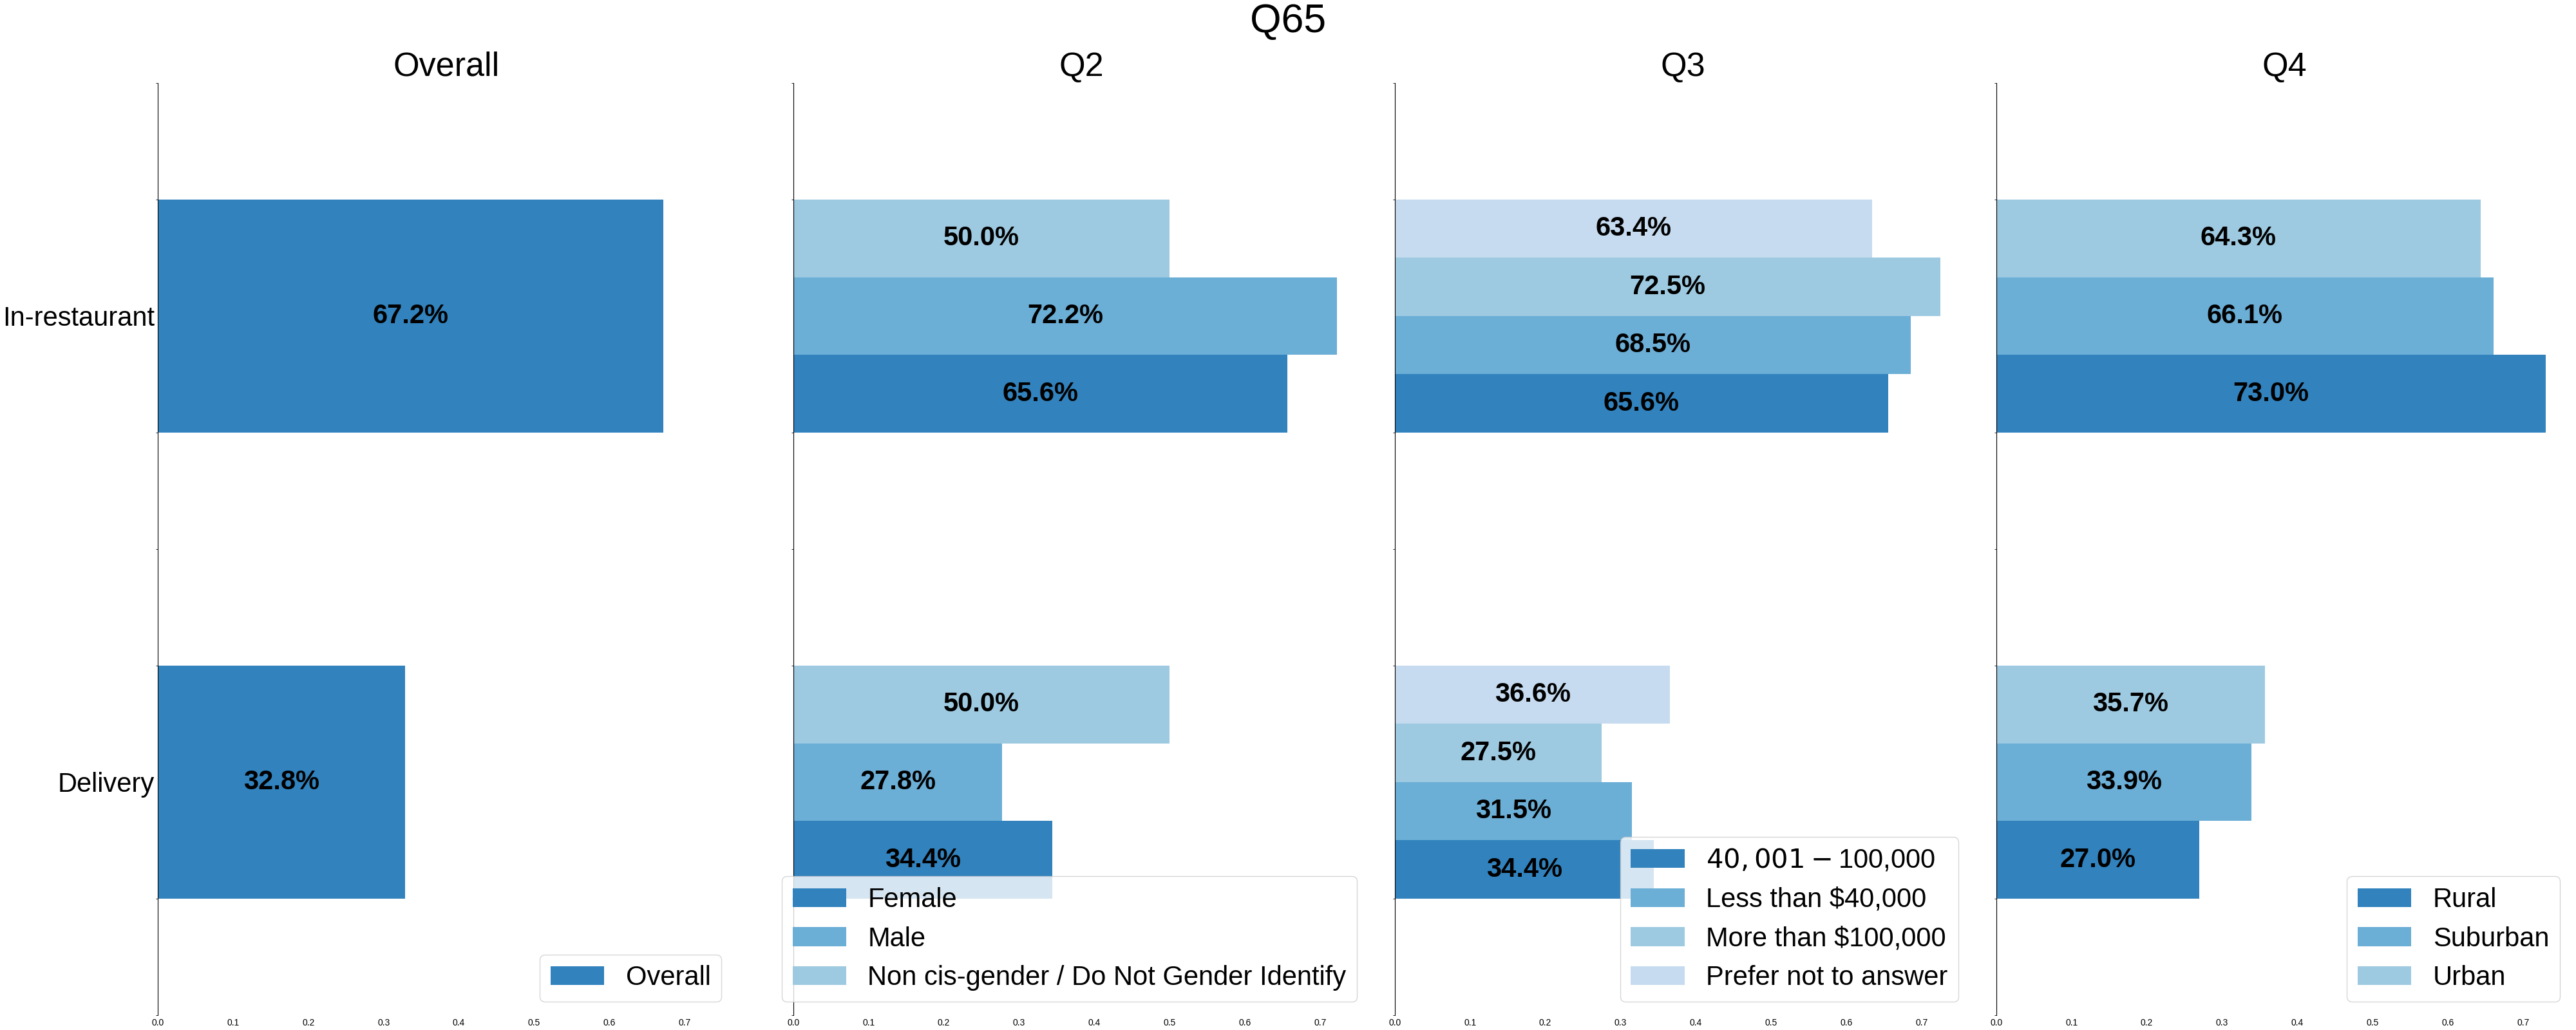 Q65
Overall
In-restaurant
67.2%
Delivery
32.8%
Overall
0.0 0.1 0.2 0.3 0.4 0.5 0.6 0.7
Q2
50.0%
72.2%
65.6%
50.0%
27.8%
34.4%
Female
Male
Non cis-gender / Do Not Gender Identify
0.0 0.1 0.2 0.3 0.4 0.5 0.6 0.7
Q3
63.4%
72.5%
68.5%
65.6%
36.6%
27.5%
31.5%
34.4%
40,001 − 100,000
Less than $40,000
More than $100,000
Prefer not to answer
0.0 0.1 0.2 0.3 0.4 0.5 0.6 0.7
Q4
64.3%
66.1%
73.0%
35.7%
33.9%
27.0%
Rural
Suburban
Urban
0.0 0.1 0.2 0.3 0.4 0.5 0.6 0.7